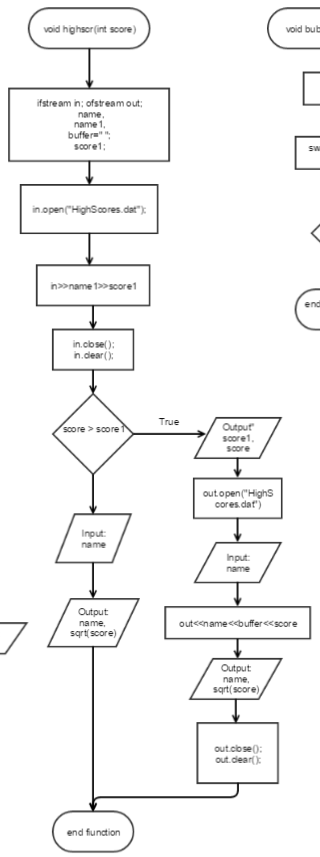 void highscr(int score)
void bub
ifstream in; ofstream out;
name,
name1,
buffer=" ";
score1;
sw
in.open("HighScores.dat");
in>>name1>>score1
end
in.close();
in.clear();
score > score1
True
Output"
score1,
score
out.open("HighS
cores.dat")
Input:
name
Input:
name
Output:
name,
sqrt(score)
out<<name<<buffer<<score
Output:
name,
sqrt(score)
out.close();
out.clear();
end function